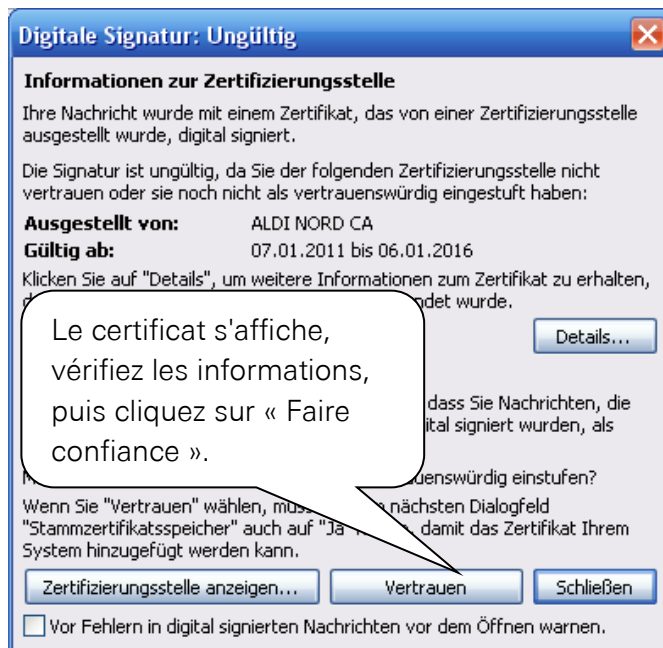 Digitale Signatur: Ungültig
Informationen zur Zertifizierungsstelle
Ihre Nachricht wurde mit einem Zertifikat, das von einer Zertifizierungsstelle
ausgestellt wurde, digital signiert.
Die Signatur ist ungültig, da Sie der folgenden Zertifizierungsstelle nicht
vertrauen oder sie noch nicht als vertrauenswürdig eingestuft haben:
Ausgestellt von: ALDI NORD CA
Gültig ab: 07.01.2011 bis 06.01.2016
Klicken Sie auf "Details", um weitere Informationen zum Zertifikat zu erhalten,
wurde.
Details...
Le certificat s'affiche,
vérifiez les informations,
puis cliquez sur « Faire
confiance ».
dass Sie Nachrichten, die
signiert wurden, als
einstufen?
Wenn Sie "Vertrauen" wählen, nächsten Dialogfeld
"Stammzertifikatsspeicher" auch auf "Ja damit das Zertifikat Ihrem
System hinzugefügt werden kann.
Zertifizierungsstelle anzeigen...
Vertrauen
Schließen
Vor Fehlern in digital signierten Nachrichten vor dem Öffnen warnen.